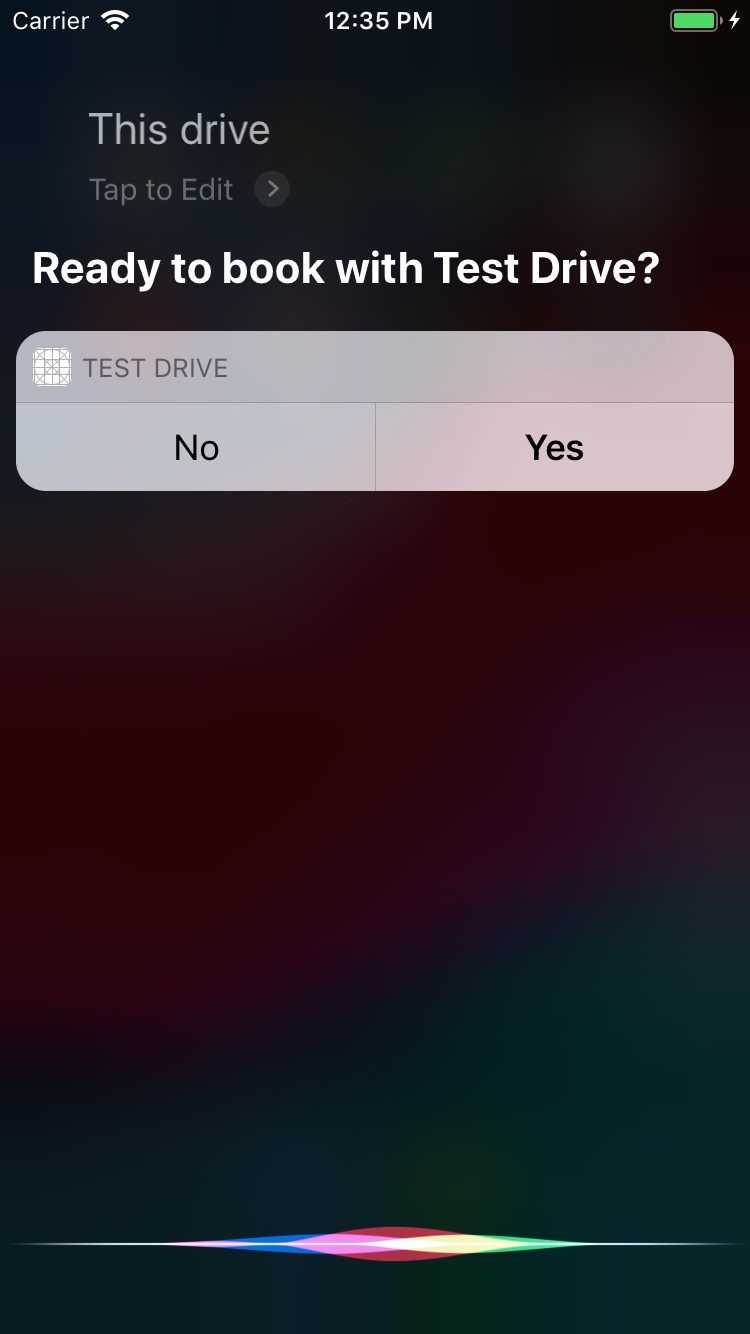 Carrier 12:35 PM
This drive
Tap to Edit
Ready to book with Test Drive?
TEST DRIVE
No Yes